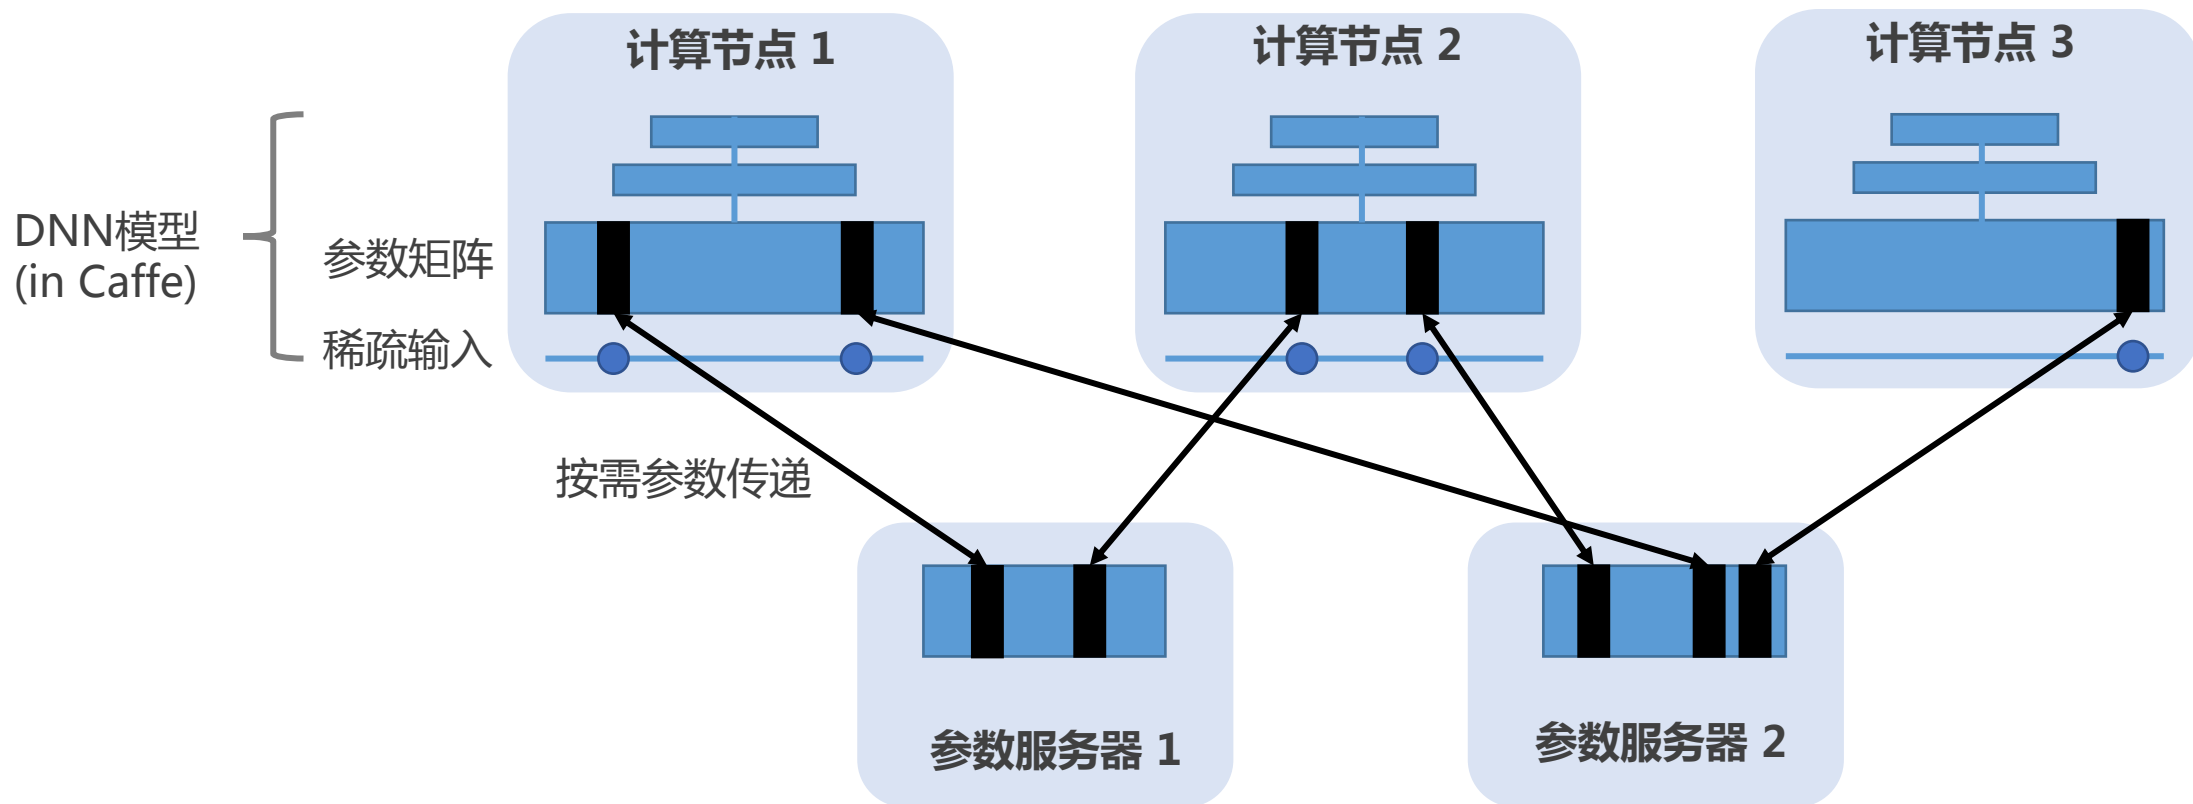 计算节点 1
计算节点 2
计算节点 3
DNN模型
(in Caffe)
参数矩阵
稀疏输入
按需参数传递
参数服务器 1
参数服务器 2